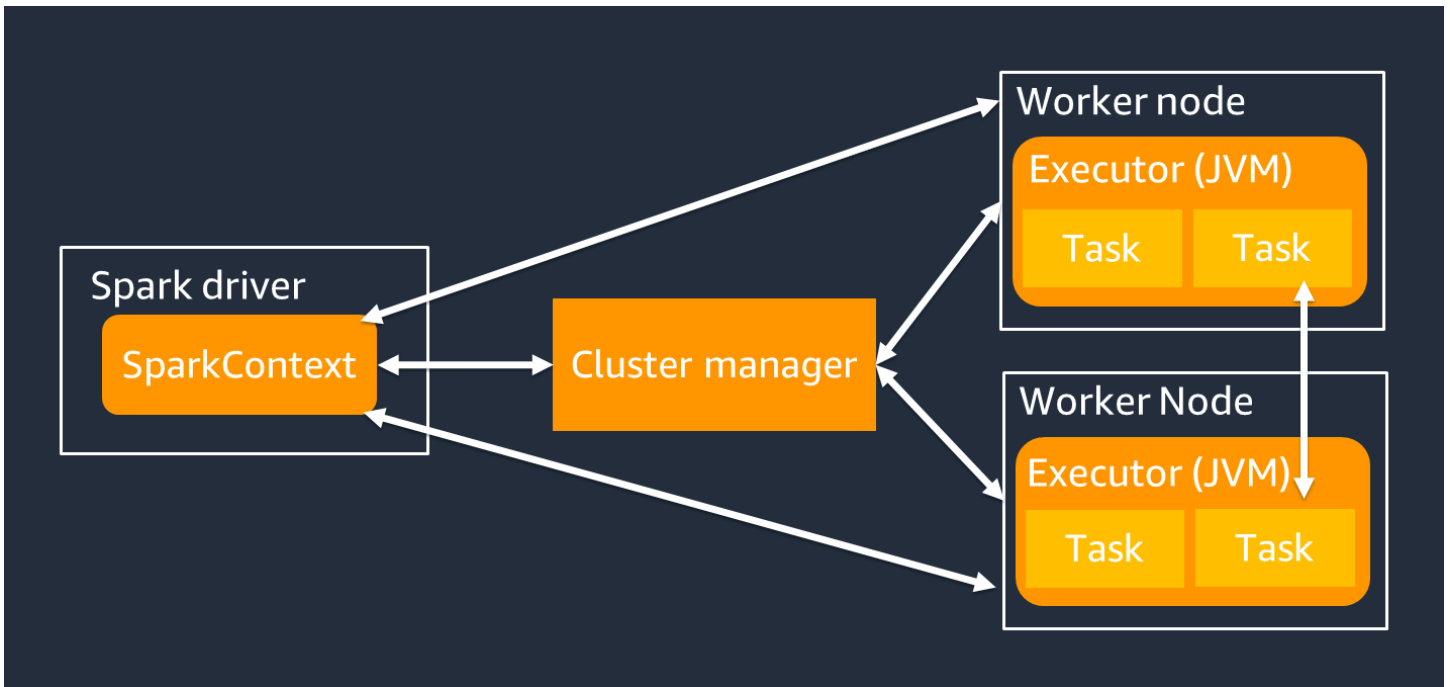 Spark driver
SparkContext
Cluster manager
Worker node
Executor (JVM)
Task
Task
Worker Node
Executor (JVM)
Task
Task